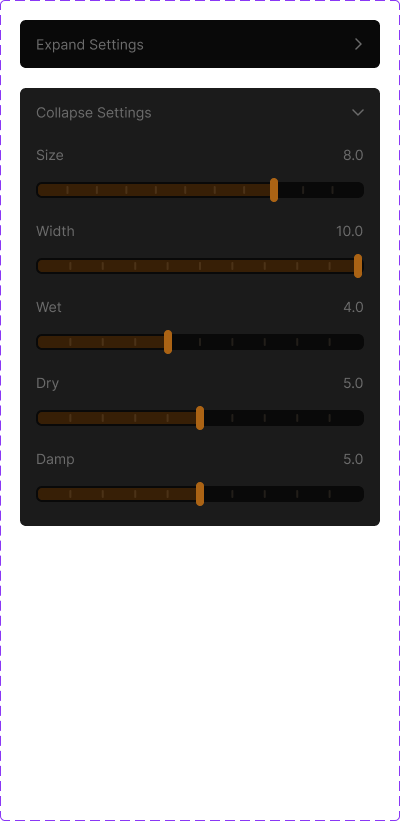 Expand Settings
Collapse Settings
Size 8.0
Width 10.0
Wet 4.0
Dry 5.0
Damp 5.0